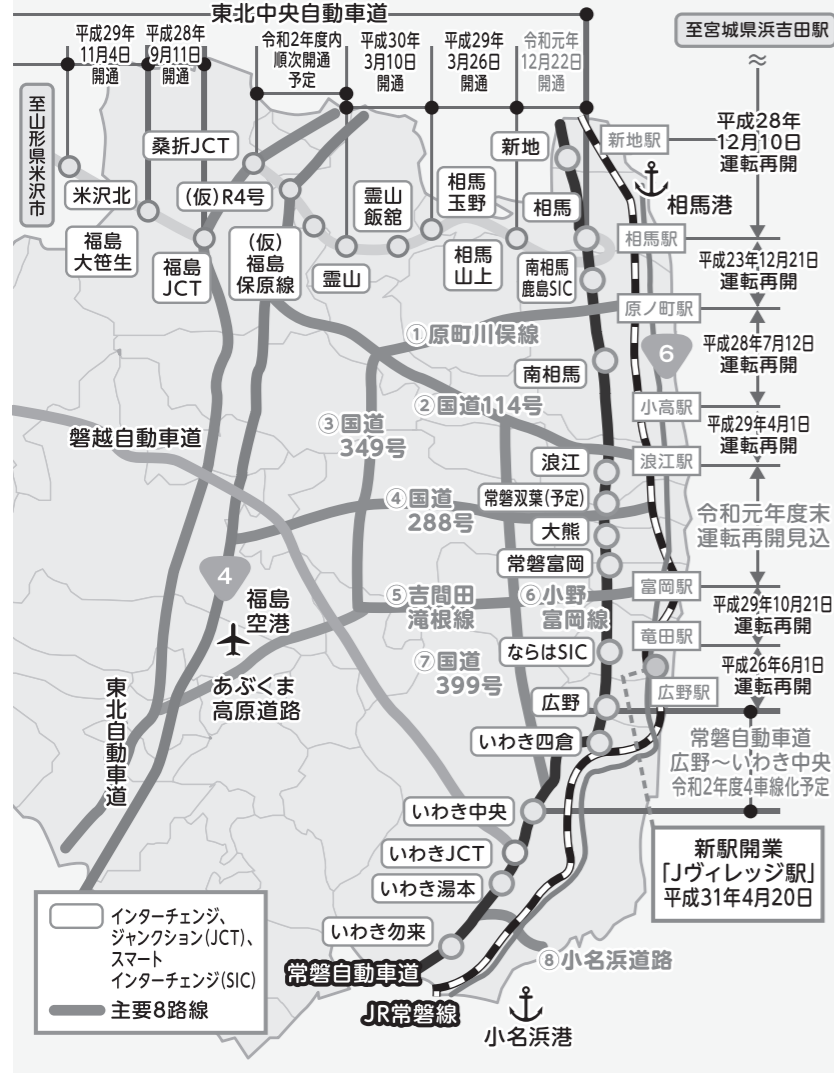 東北中央自動車道
平成29年
11月4日
開通
平成28年
9月11日
開通
令和2年度内
順次開通
予定
平成30年
3月10日
開通
平成29年
3月26日
開通
令和元年
12月22日
開通
至宮城県浜吉田駅
至山形県米沢市
桑折JCT
新地
新地駅
平成28年
12月10日
運転再開
米沢北
(仮)R4号
霊山
飯舘
相馬
玉野
相馬
相馬港
福島
大笹生
福島
JCT
(仮)
福島
保原線
霊山
相馬
山上
南相馬
鹿島SIC
相馬駅
平成23年12月21日
運転再開
原ノ町駅
①原町川俣線
6
平成28年7月12日
運転再開
南相馬
②国道114号
小高駅
③国道
349号
平成29年4月1日
運転再開
磐越自動車道
浪江
浪江駅
④国道
288号
常磐双葉(予定)
令和元年度末
運転再開見込
大熊
常磐富岡
4
福島
空港
⑤吉間田
滝根線
⑥小野
富岡線
富岡駅
平成29年10月21日
運転再開
竜田駅
⑦国道
399号
ならはSIC
平成26年6月1日
運転再開
あぶくま
高原道路
東北自動車道
広野
広野駅
いわき四倉
常磐自動車道
広野～いわき中央
令和2年度4車線化予定
いわき中央
いわきJCT
新駅開業
「Jヴィレッジ駅」
平成31年4月20日
いわき湯本
インターチェンジ、
ジャンクション(JCT)、
スマート
インターチェンジ(SIC)
主要8路線
いわき勿来
⑧小名浜道路
常磐自動車道
JR常磐線
小名浜港